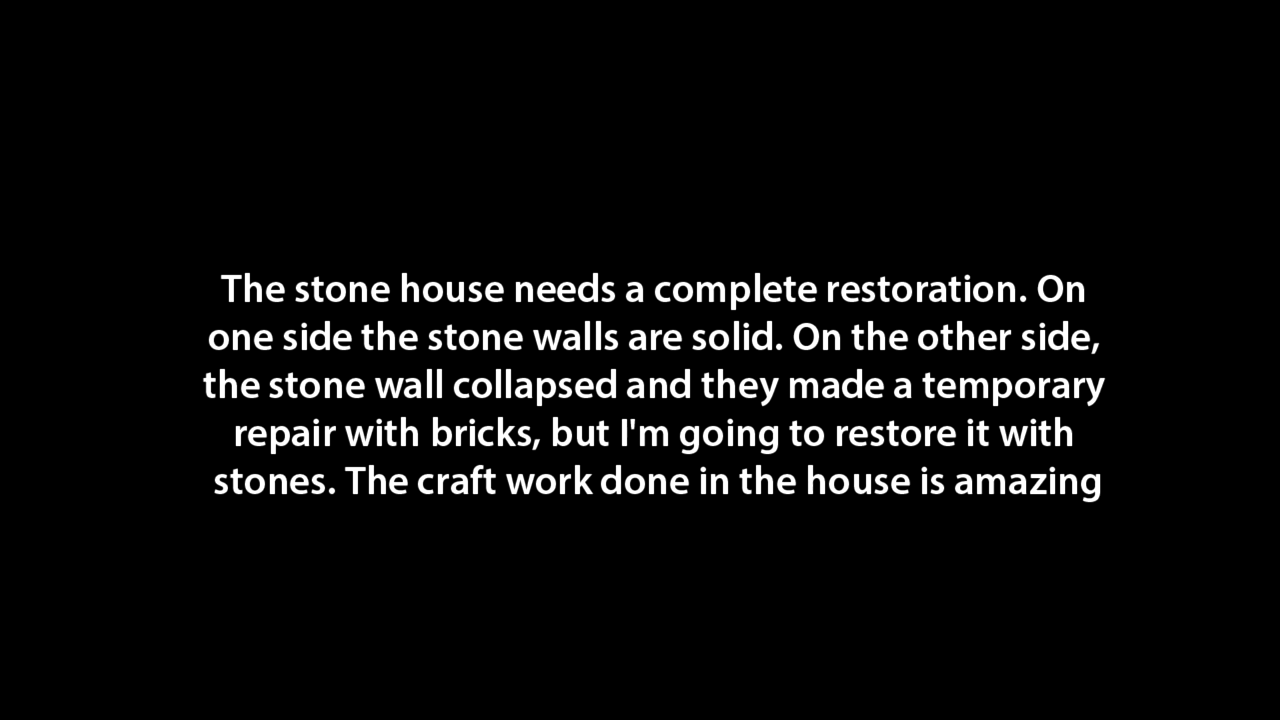 The stone house needs a complete restoration. On
one side the stone walls are solid. On the other side,
the stone wall collapsed and they made a temporary
repair with bricks, but I'm going to restore it with
stones. The craft work done in the house is amazing